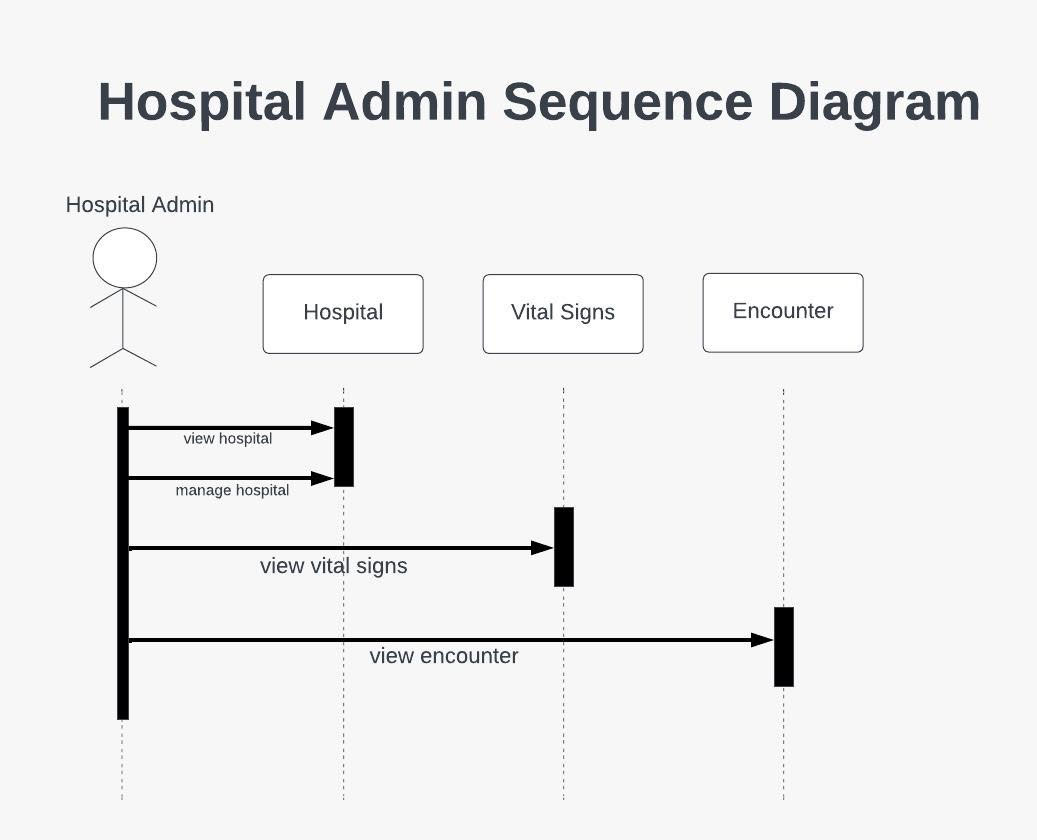 Hospital Admin Sequence Diagram
Hospital Admin
Hospital
Vital Signs
Encounter
view hospital
manage hospital
view vital signs
view encounter